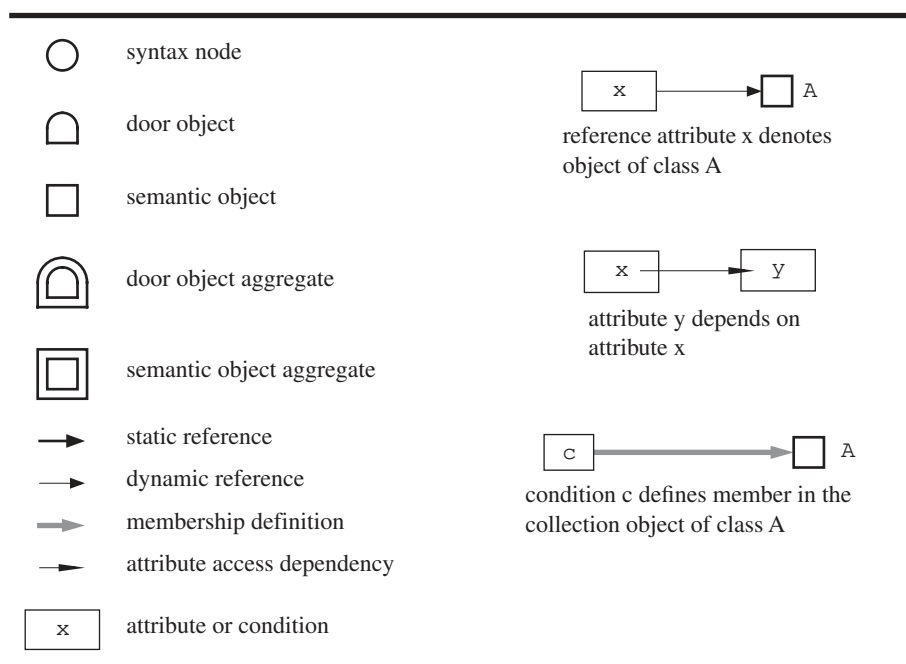 syntax node
door object
semantic object
door object aggregate
semantic object aggregate
static reference
dynamic reference
membership definition
attribute access dependency
x
attribute or condition
x
A
reference attribute x denotes
object of class A
x
y
attribute y depends on
attribute x
c
A
condition c defines member in the
collection object of class A